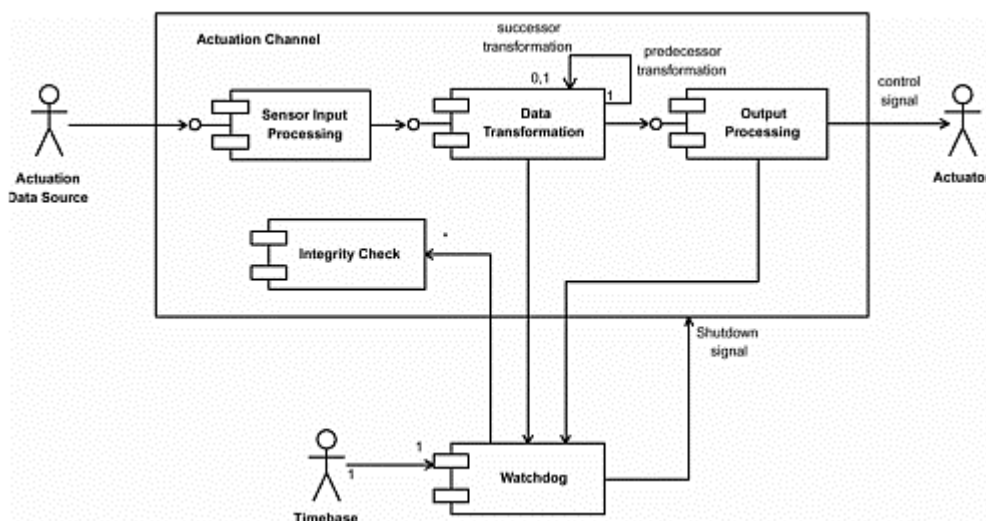 Actuation Channel
successor
transformation
predecessor
transformation
0,1
1
control
signal
Sensor Input
Processing
Data
Transformation
Output
Processing
Actuation
Data Source
Actuator
Integrity Check
*
Shutdown
signal
1
1
Watchdog
Timebase